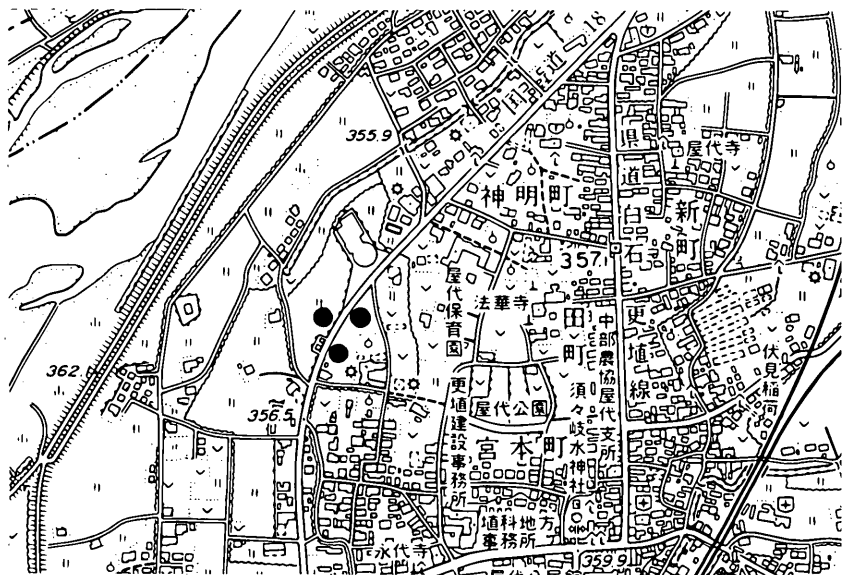 国道18
355.9
屋代寺
県道白石更埴線
神明町
新町
357.1
屋代保育園
法華寺
田町
中部農協屋代支所
伏見稲荷
須々岐水神社
362.0
356.5
屋代公園
更埴建設事務所
宮本町
埴科地方
事務所
永代寺
359.9